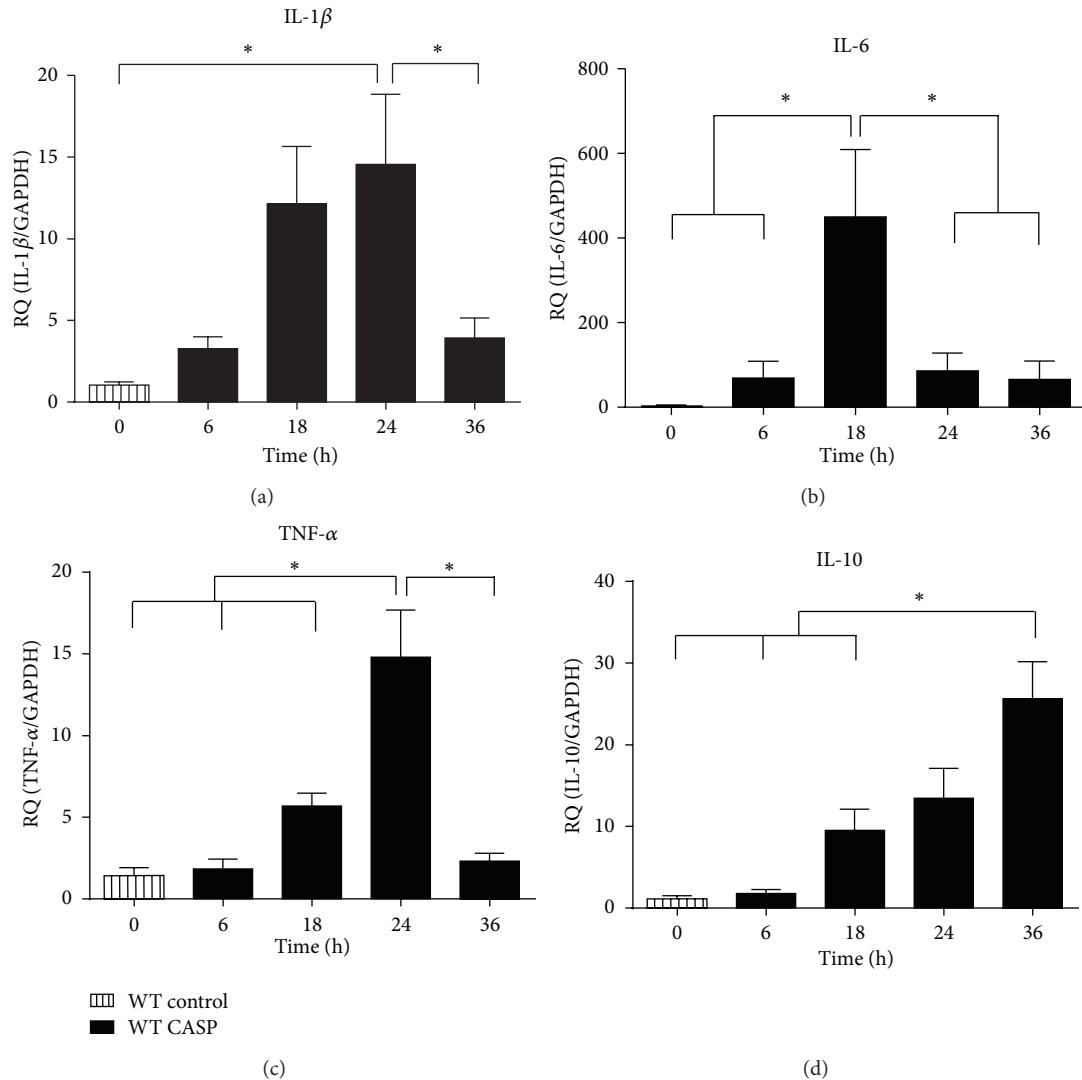 IL-1β
*
*
20
15
10
5
0
RQ (IL-1β/GAPDH)
0 6 18 24 36
Time (h)
(a)
IL-6
*
*
800
600
400
200
0
RQ (IL-6/GAPDH)
0 6 18 24 36
Time (h)
(b)
TNF-α
*
*
20
15
10
5
0
RQ (TNF-α/GAPDH)
0 6 18 24 36
Time (h)
WT control
WT CASP
(c)
IL-10
*
40
30
20
10
0
RQ (IL-10/GAPDH)
0 6 18 24 36
Time (h)
(d)